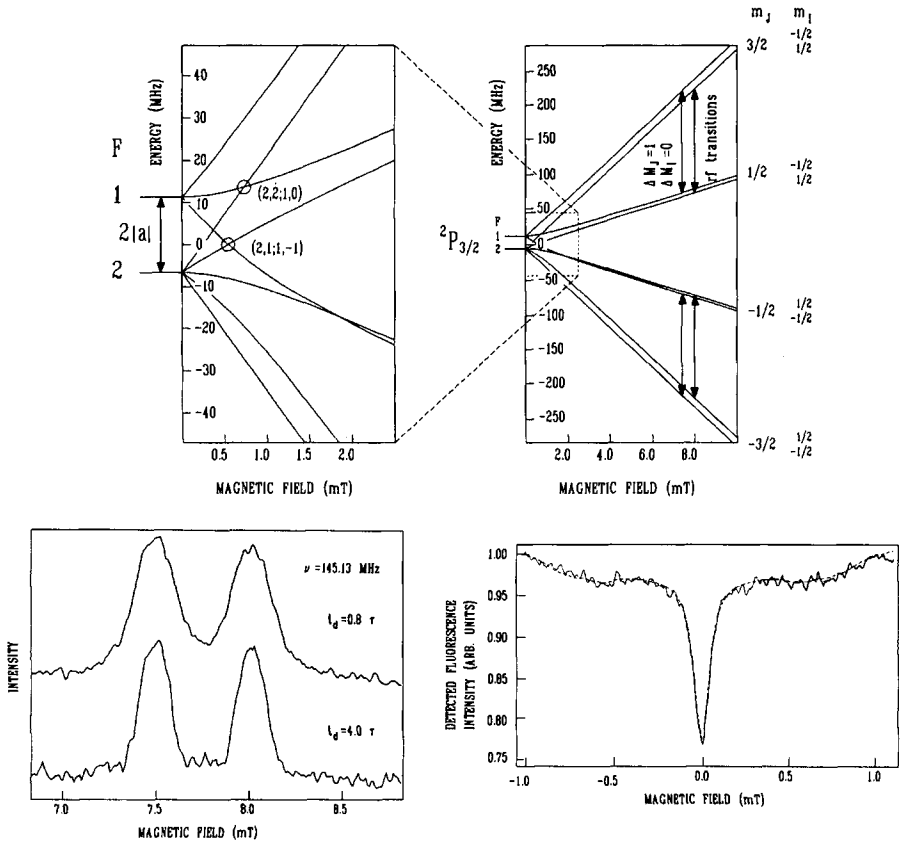 ENERGY (MHz)
40
30
20
10
0
-10
-20
-30
-40
F
1
2|a|
2
(2,2;1,0)
(2,1;1,-1)
0.5 1.0 1.5 2.0
MAGNETIC FIELD (mT)
ENERGY (MHz)
250
200
150
100
50
0
-50
-100
-150
-200
-250
²P₃/₂
F
1
2
Δ M_J=1
Δ M_I=0
rf transitions
2.0 4.0 6.0 8.0
MAGNETIC FIELD (mT)
m_J m_I
3/2 -1/2
1/2
1/2 -1/2
1/2
-1/2 1/2
-1/2
-3/2 1/2
-1/2
INTENSITY
ν =145.13 MHz
t_d=0.8 τ
t_d=4.0 τ
7.0 7.5 8.0 8.5
MAGNETIC FIELD (mT)
DETECTED FLUORESCENCE
INTENSITY (ARB. UNITS)
1.00
0.95
0.90
0.85
0.80
0.75
-1.0 -0.5 0.0 0.5 1.0
MAGNETIC FIELD (mT)